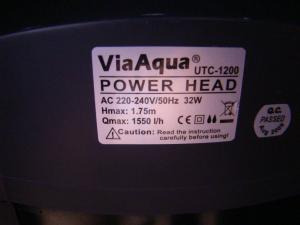 ViaAqua®
UTC-1200
POWER HEAD
AC 220-240V/50Hz 32W
Hmax: 1.75m
Qmax: 1550 l/h CE
Caution: Read the instruction
carefully before using!
Q.C.
PASSED